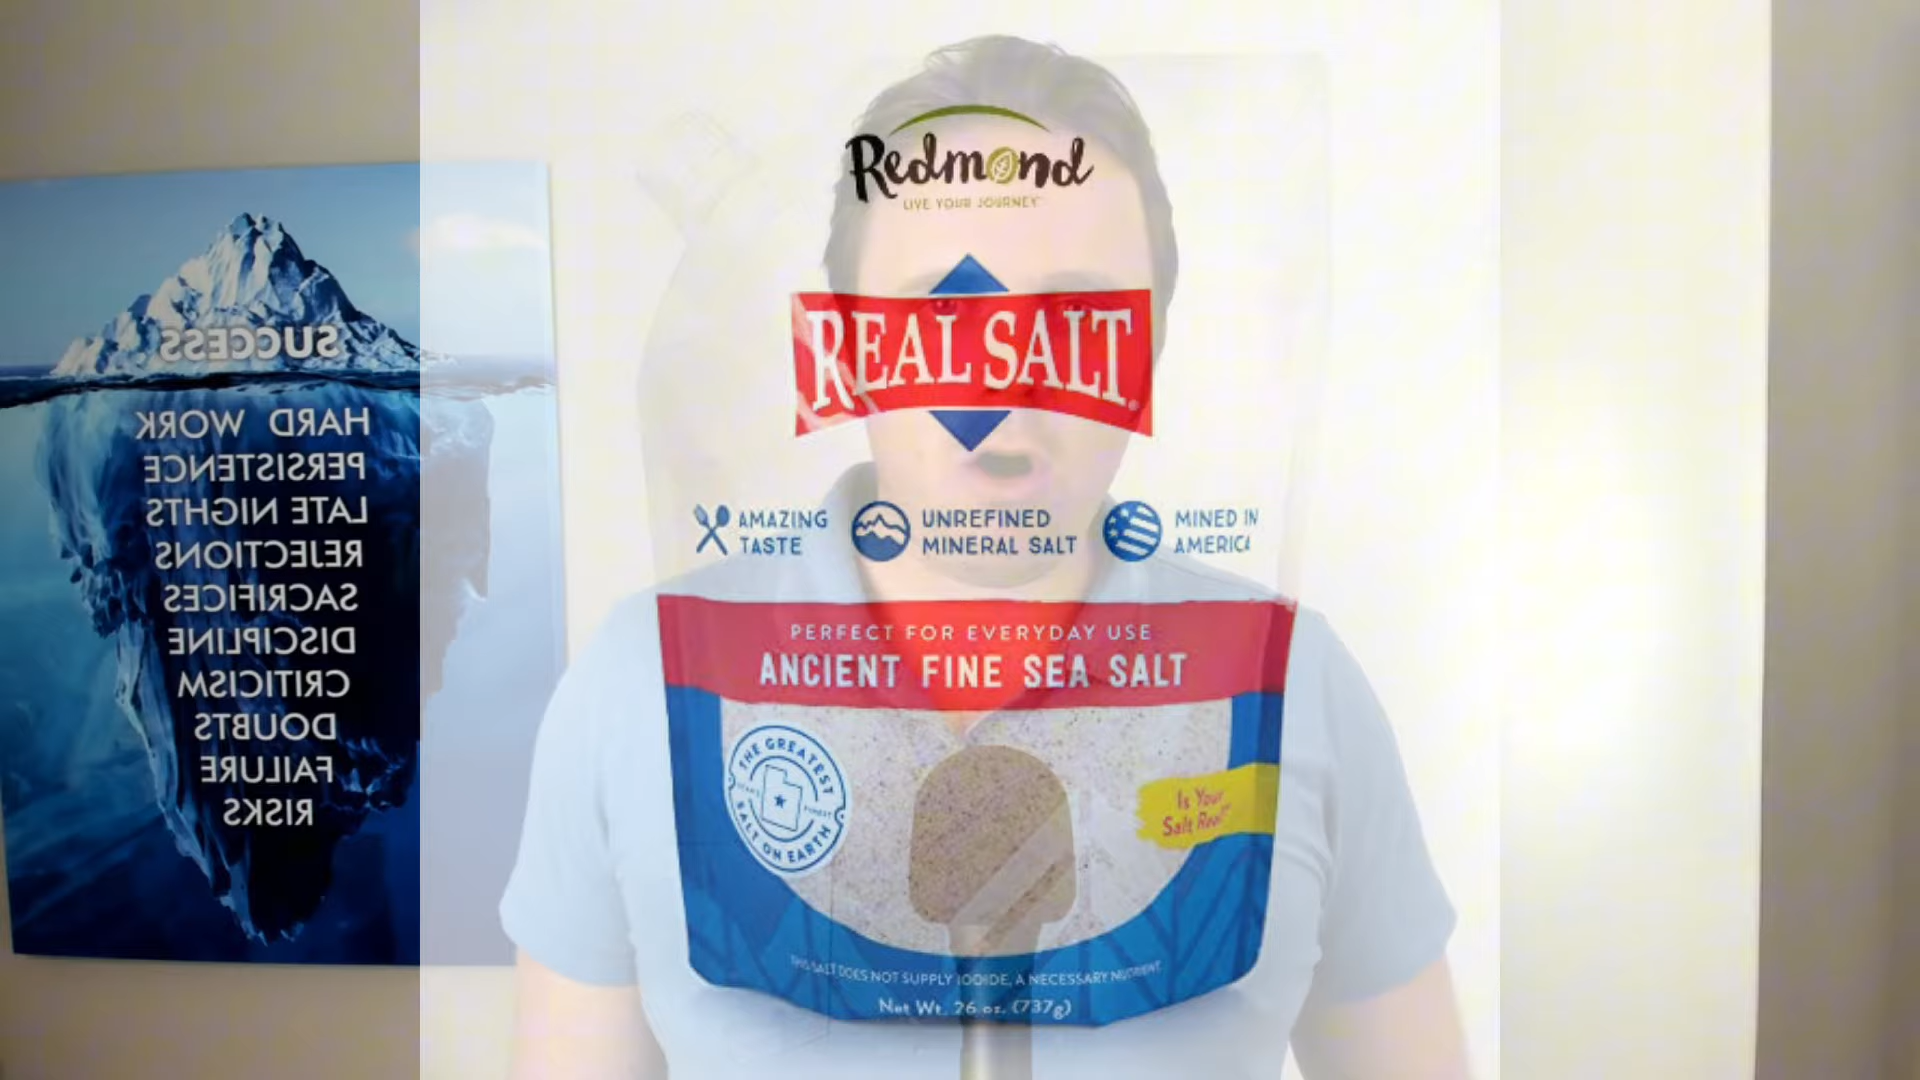 SUCCESS
HARD WORK
PERSISTENCE
LATE NIGHTS
REJECTIONS
SACRIFICES
DISCIPLINE
CRITICISM
DOUBTS
FAILURE
RISKS
Redmond
LIVE YOUR JOURNEY
REAL SALT®
AMAZING TASTE
UNREFINED MINERAL SALT
MINED IN AMERICA
PERFECT FOR EVERYDAY USE
ANCIENT FINE SEA SALT
THE GREATEST
SALT ON EARTH
Is Your
Salt Real?
THIS SALT DOES NOT SUPPLY IODIDE, A NECESSARY NUTRIENT.
Net Wt. 26 oz. (737g)